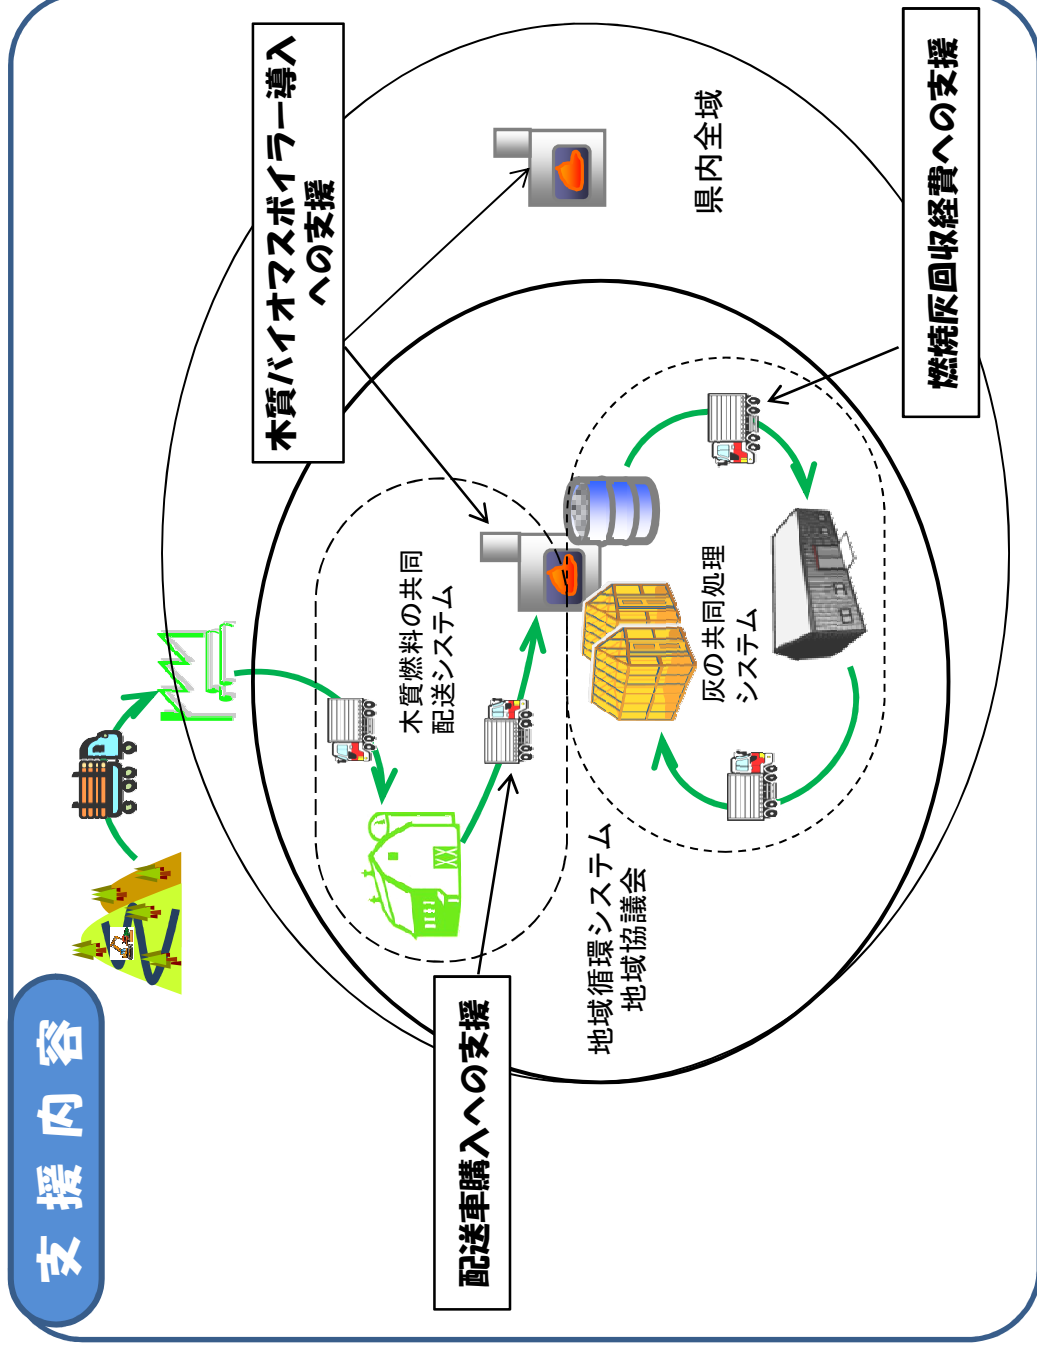 支援内容
木質バイオマスボイラー導入
への支援
県内全域
木質燃料の共同
配送システム
灰の共同処理
システム
燃焼灰回収経費への支援
地域循環システム
地域協議会
配送車購入への支援